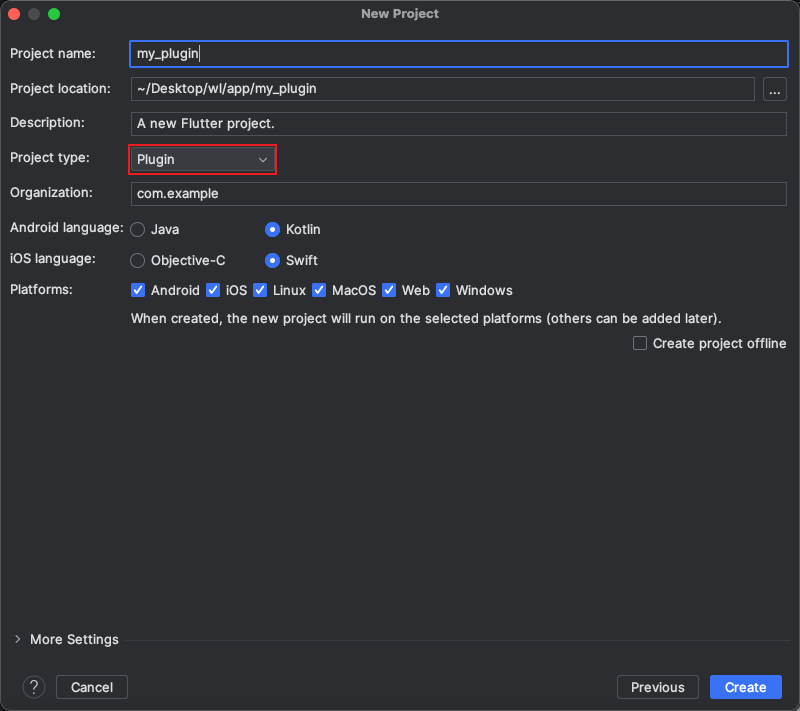 New Project
Project name: my_plugin
Project location: ~/Desktop/wl/app/my_plugin ...
Description: A new Flutter project.
Project type: Plugin
Organization: com.example
Android language: Java Kotlin
iOS language: Objective-C Swift
Platforms: Android iOS Linux MacOS Web Windows
When created, the new project will run on the selected platforms (others can be added later).
Create project offline
More Settings
? Cancel Previous Create